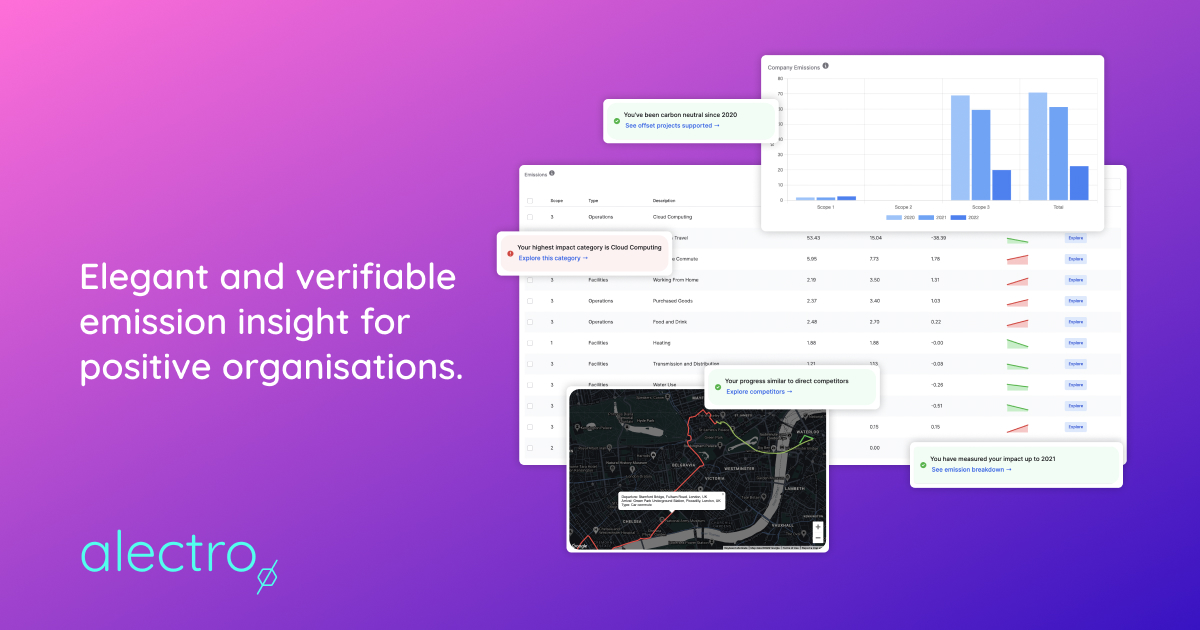 Elegant and verifiable
emission insight for
positive organisations.
alectro
Company Emissions
80
70
60
50
40
30
20
10
0
Scope 1
Scope 2
Scope 3
Total
2020
2021
2022
You've been carbon neutral since 2020
See offset projects supported →
Emissions
Scope Type Description
3 Operations Cloud Computing
Travel 53.43 15.04 -38.39 Explore
Commute 5.95 7.73 1.78 Explore
Your highest impact category is Cloud Computing
Explore this category →
3 Facilities Working From Home 2.19 3.50 1.31 Explore
3 Operations Purchased Goods 2.37 3.40 1.03 Explore
3 Operations Food and Drink 2.48 2.70 0.22 Explore
1 Facilities Heating 1.88 1.88 -0.00 Explore
3 Facilities Transmission and Distribution 1.21 1.13 -0.08 Explore
3 Facilities Water Use -0.28 Explore
3 -0.51 Explore
3 0.15 0.15 Explore
2 0.00
Your progress similar to direct competitors
Explore competitors →
You have measured your impact up to 2021
See emission breakdown →
Hyde Park
ST JAMES'S
WATERLOO
BELGRAVIA
WESTMINSTER
VICTORIA
LAMBETH
CHELSEA
VAUXHALL
Departure: Stamford Bridge, Fulham Road, London, UK
Arrival: Green Park Underground Station, Piccadilly, London, UK
Type: Car commute
Google